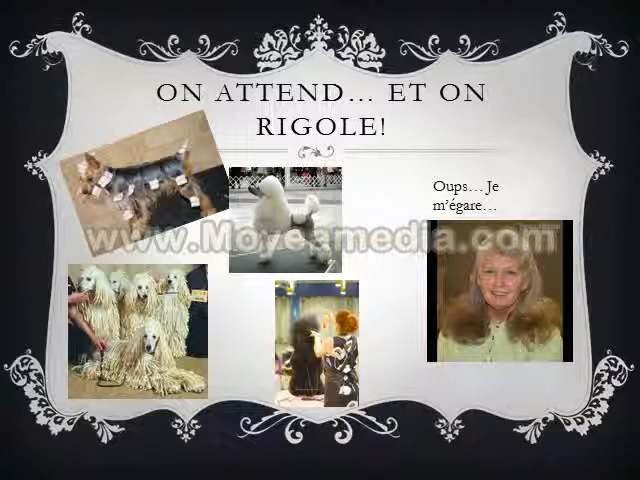 ON ATTEND... ET ON
RIGOLE!
Oups... Je
m'égare...
www.Moyeamedia.com